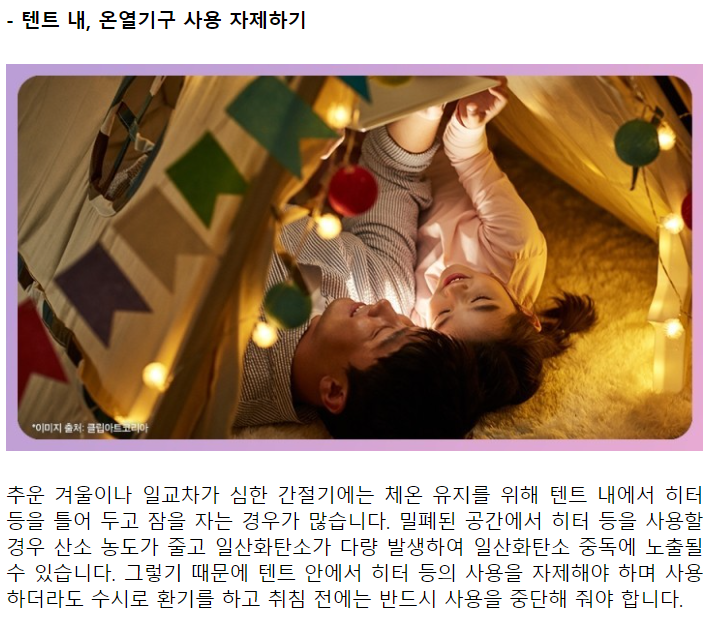 - 텐트 내, 온열기구 사용 자제하기
*이미지 출처: 클립아트코리아
추운 겨울이나 일교차가 심한 간절기에는 체온 유지를 위해 텐트 내에서 히터
등을 틀어 두고 잠을 자는 경우가 많습니다. 밀폐된 공간에서 히터 등을 사용할
경우 산소 농도가 줄고 일산화탄소가 다량 발생하여 일산화탄소 중독에 노출될
수 있습니다. 그렇기 때문에 텐트 안에서 히터 등의 사용을 자제해야 하며 사용
하더라도 수시로 환기를 하고 취침 전에는 반드시 사용을 중단해 줘야 합니다.